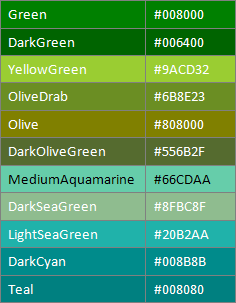 Green #008000
DarkGreen #006400
YellowGreen #9ACD32
OliveDrab #6B8E23
Olive #808000
DarkOliveGreen #556B2F
MediumAquamarine #66CDAA
DarkSeaGreen #8FBC8F
LightSeaGreen #20B2AA
DarkCyan #008B8B
Teal #008080